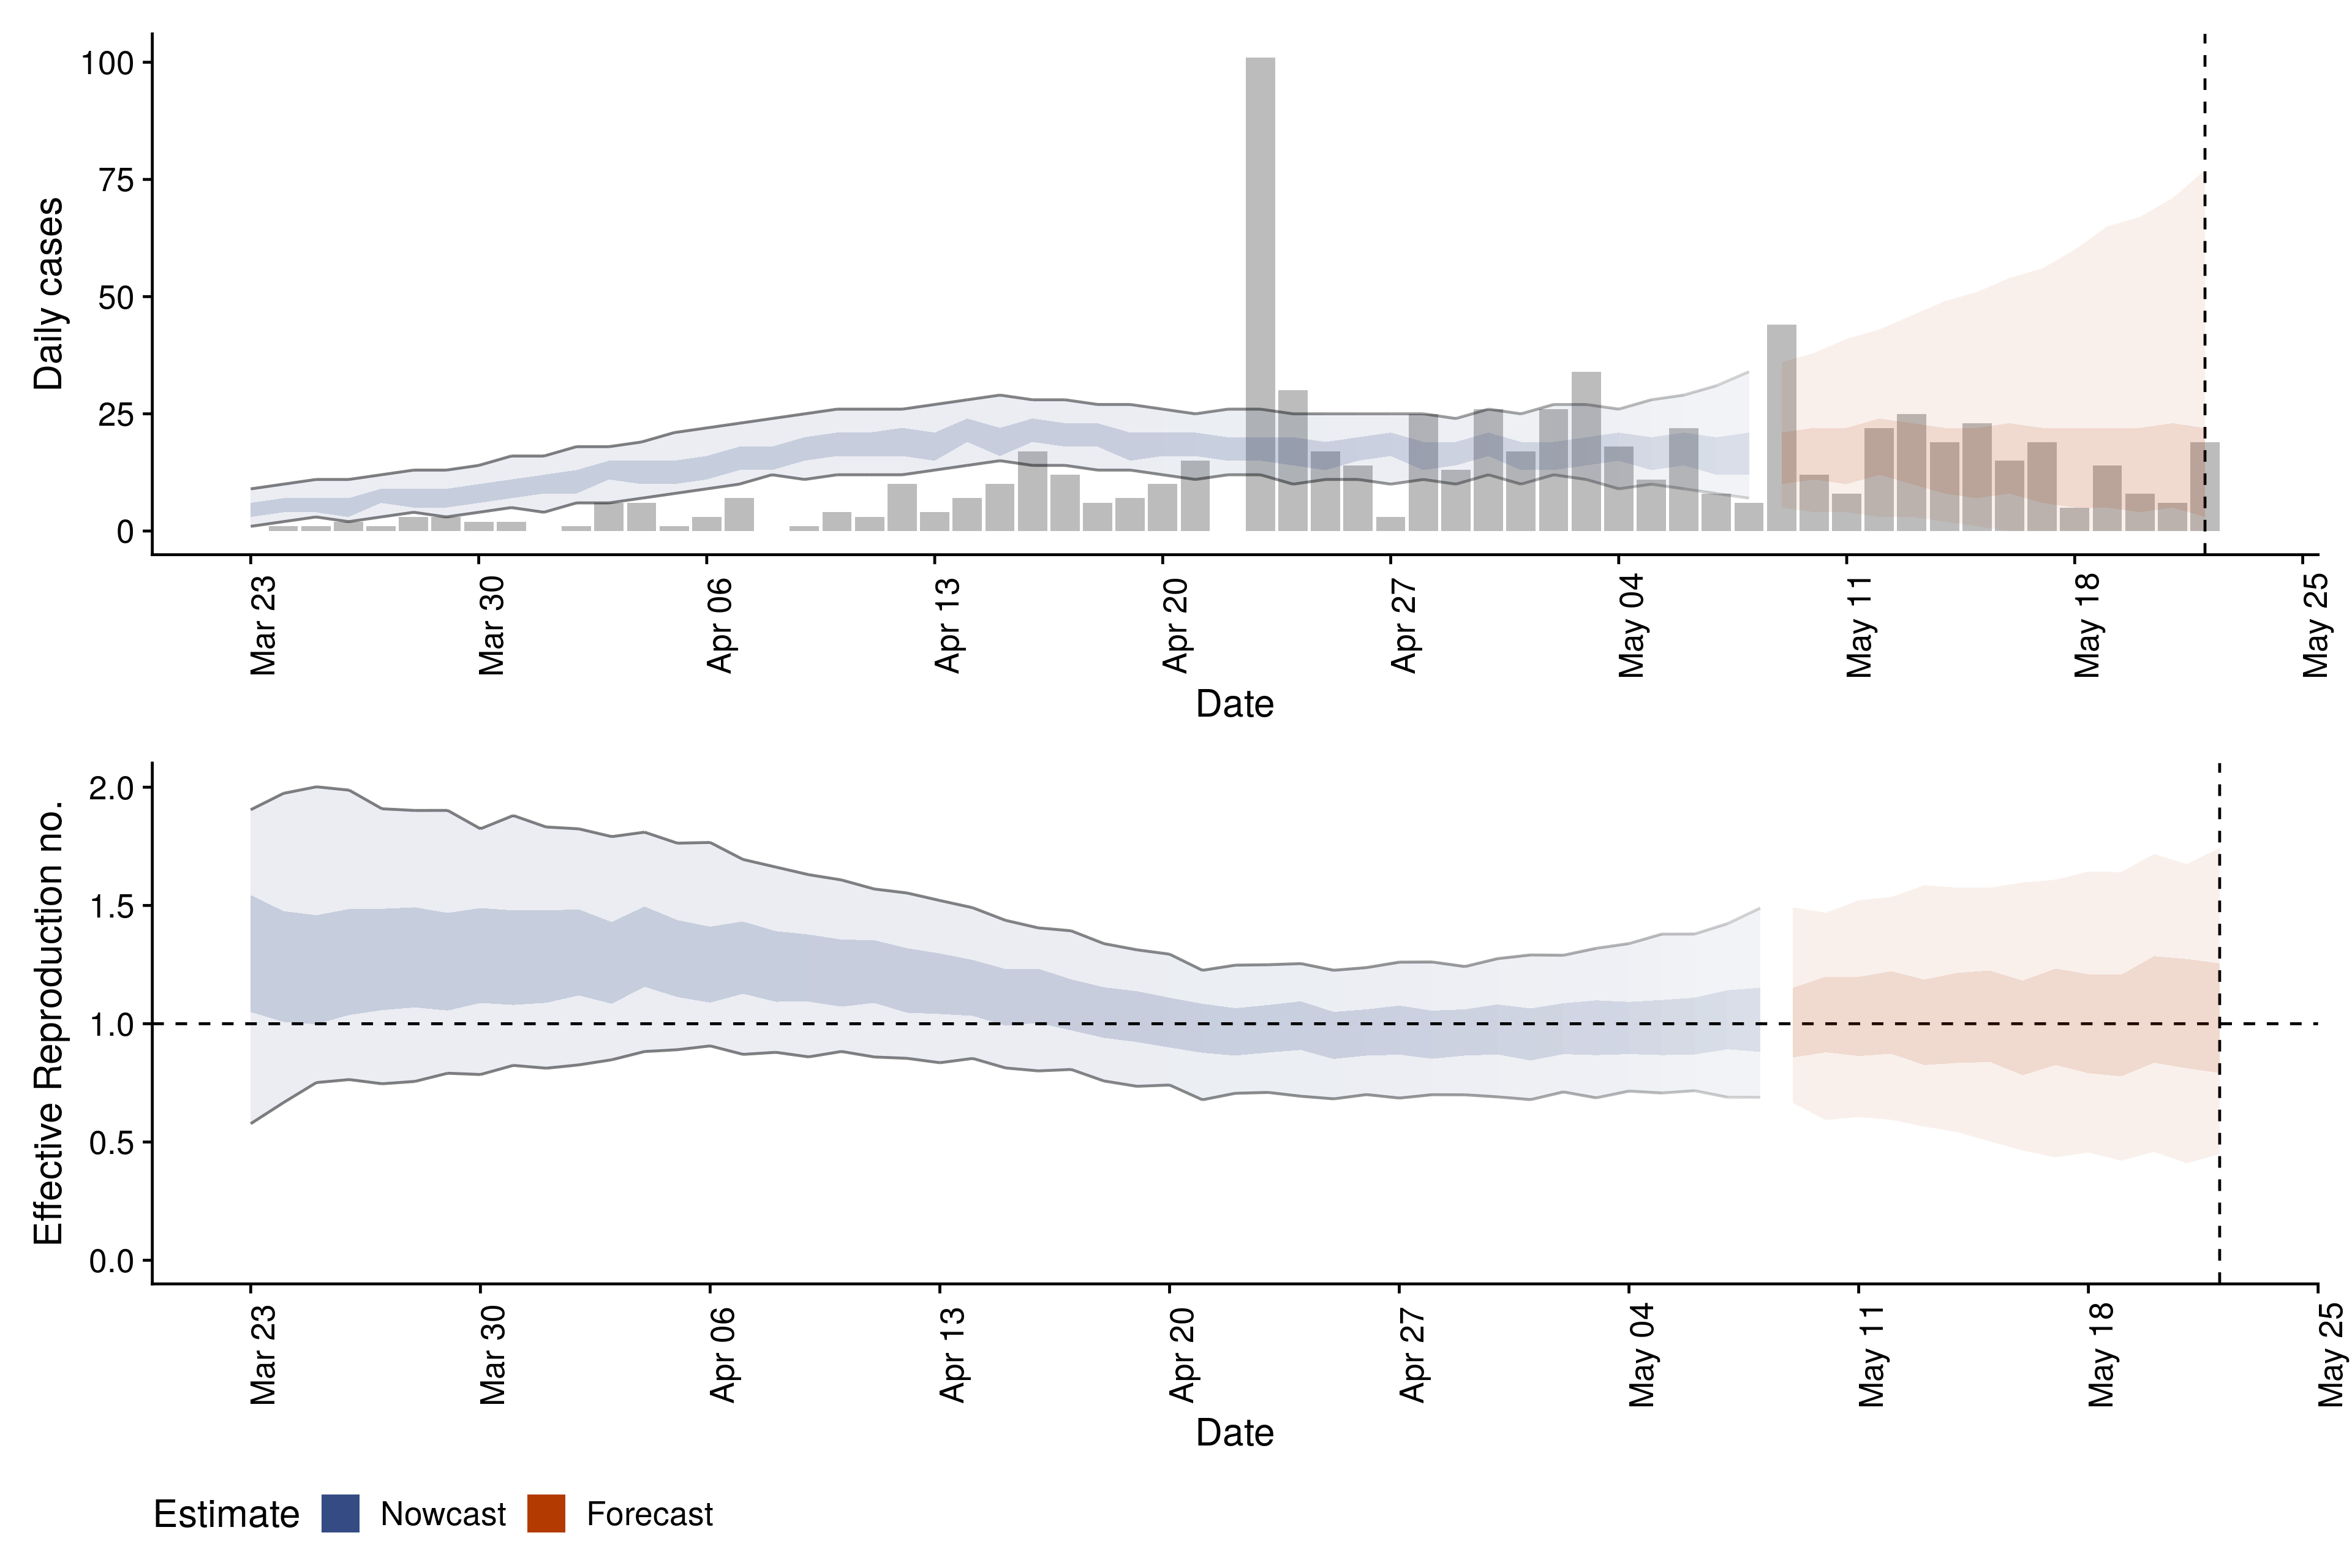 100
75
50
25
0
Daily cases
Mar 23
Mar 30
Apr 06
Apr 13
Apr 20
Apr 27
May 04
May 11
May 18
May 25
Date
2.0
1.5
1.0
0.5
0.0
Effective Reproduction no.
Mar 23
Mar 30
Apr 06
Apr 13
Apr 20
Apr 27
May 04
May 11
May 18
May 25
Date
Estimate Nowcast Forecast